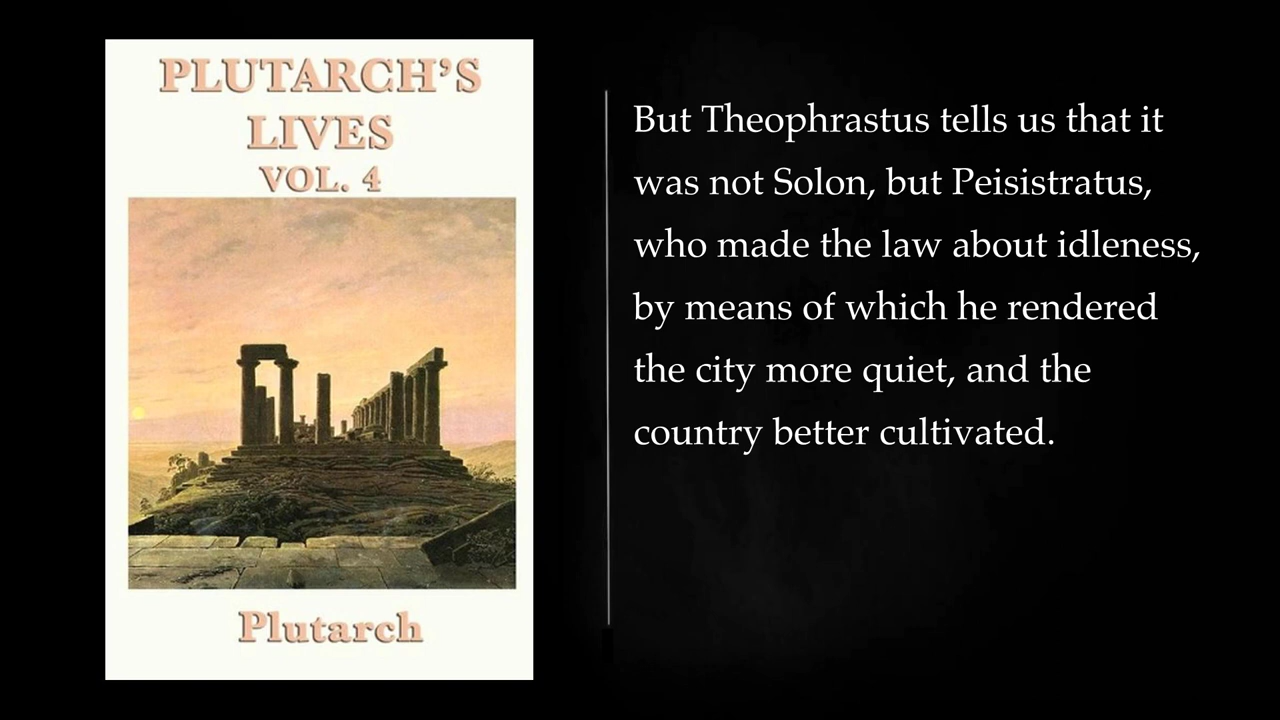 PLUTARCH'S
LIVES
VOL. 4
Plutarch
But Theophrastus tells us that it
was not Solon, but Peisistratus,
who made the law about idleness,
by means of which he rendered
the city more quiet, and the
country better cultivated.